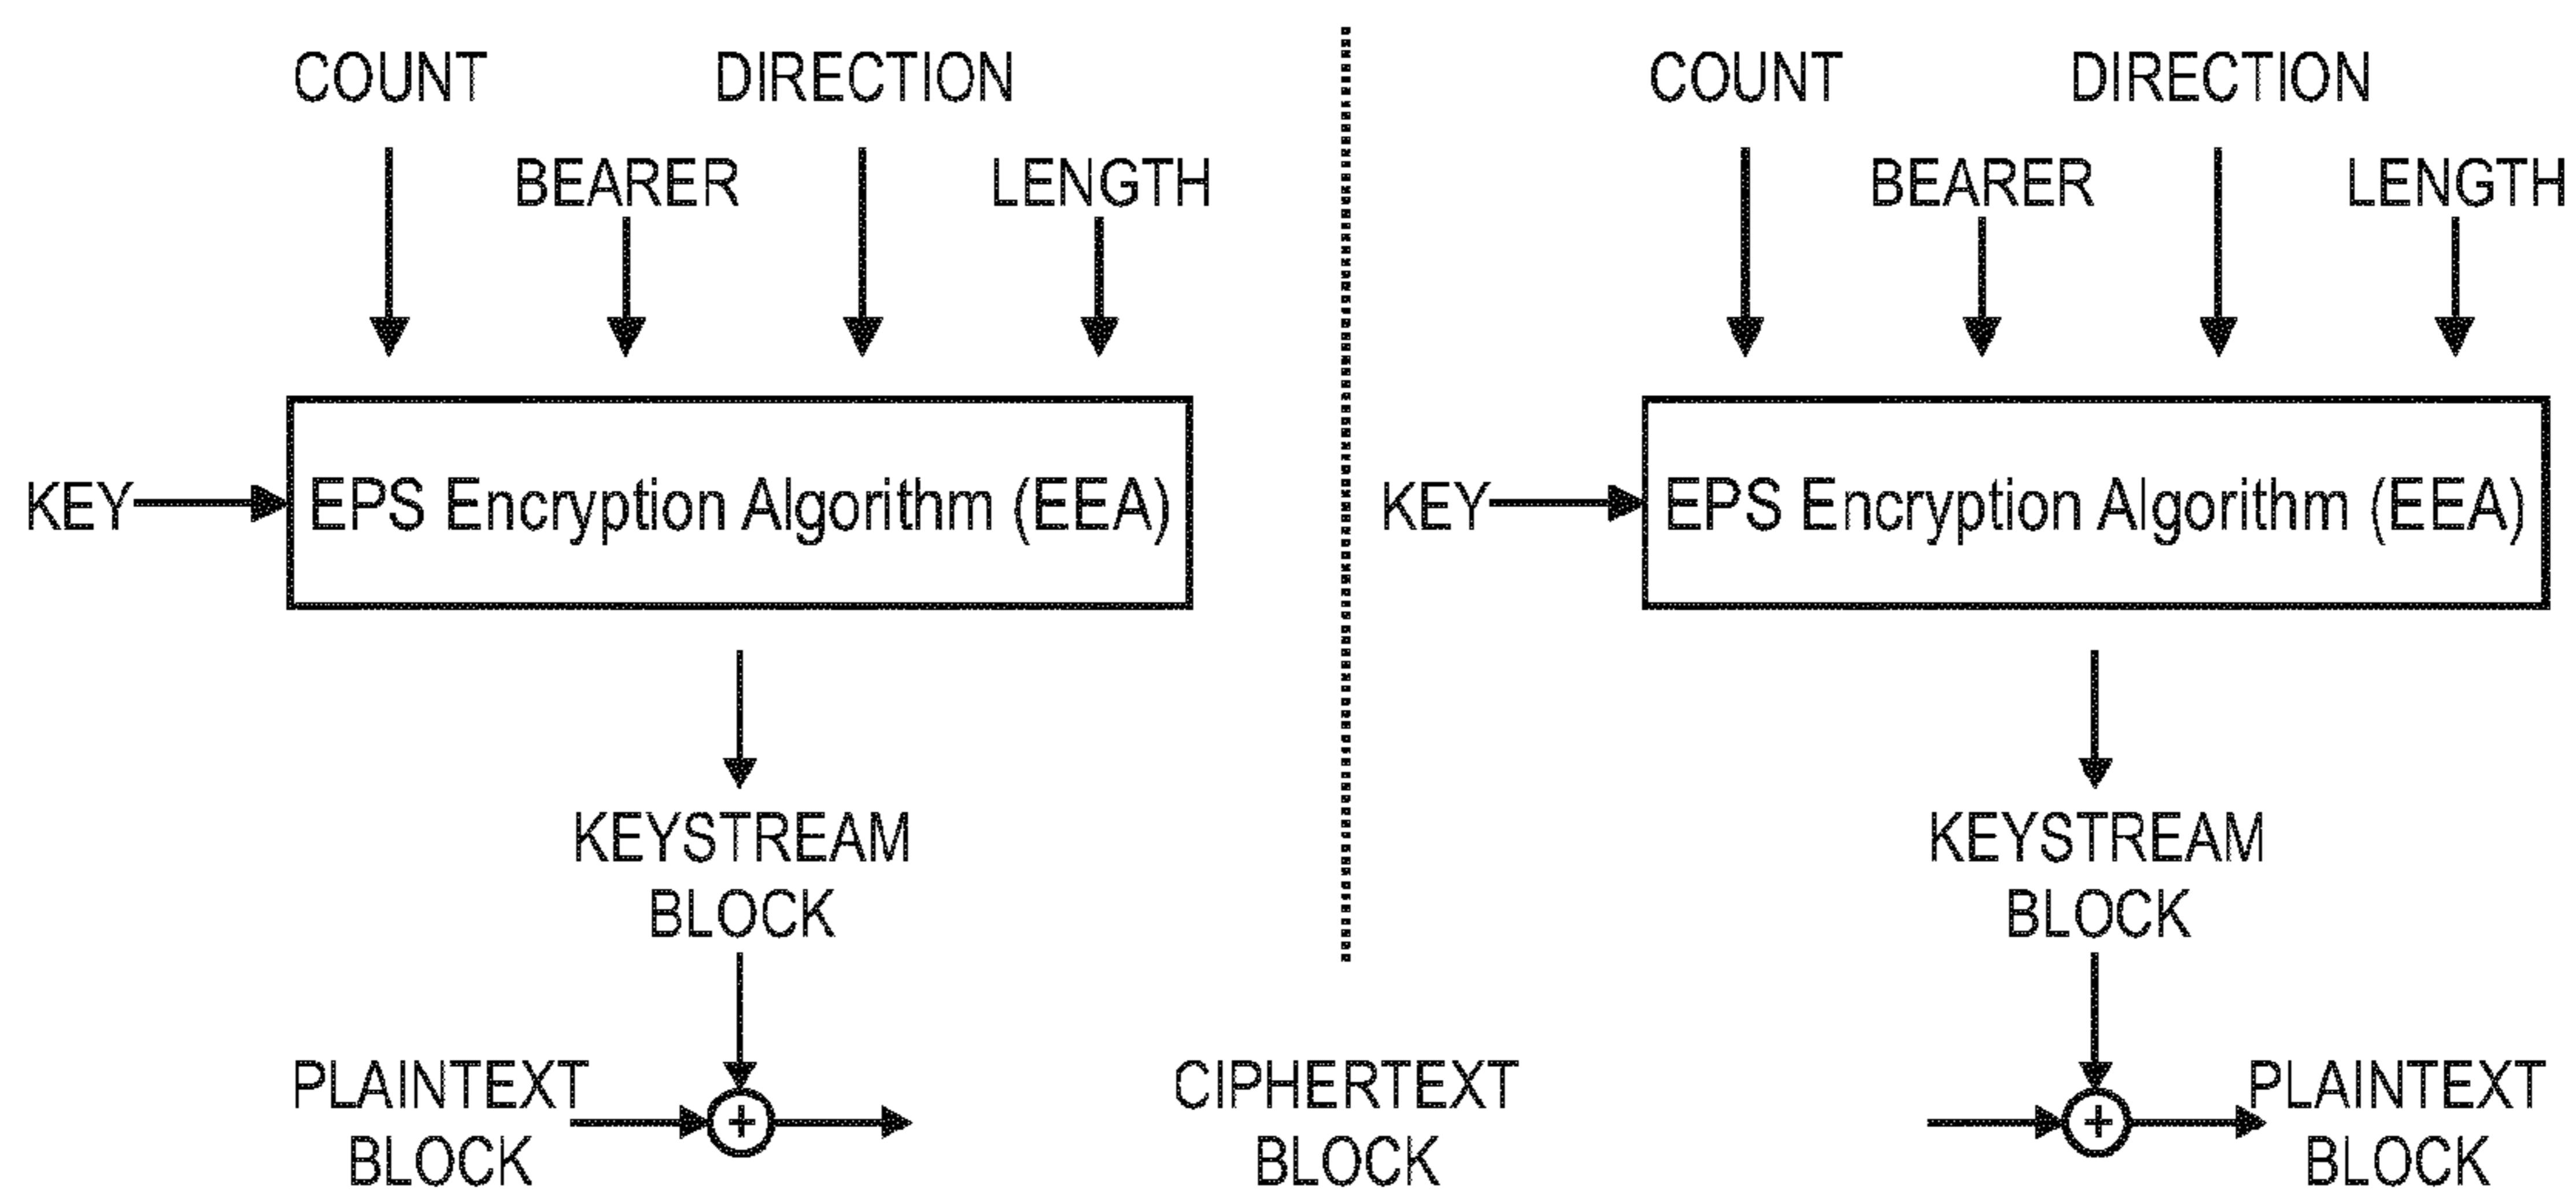 COUNT DIRECTION
BEARER LENGTH
KEY EPS Encryption Algorithm (EEA)
KEYSTREAM
BLOCK
PLAINTEXT
BLOCK
+
CIPHERTEXT
BLOCK
COUNT DIRECTION
BEARER LENGTH
KEY EPS Encryption Algorithm (EEA)
KEYSTREAM
BLOCK
+
PLAINTEXT
BLOCK